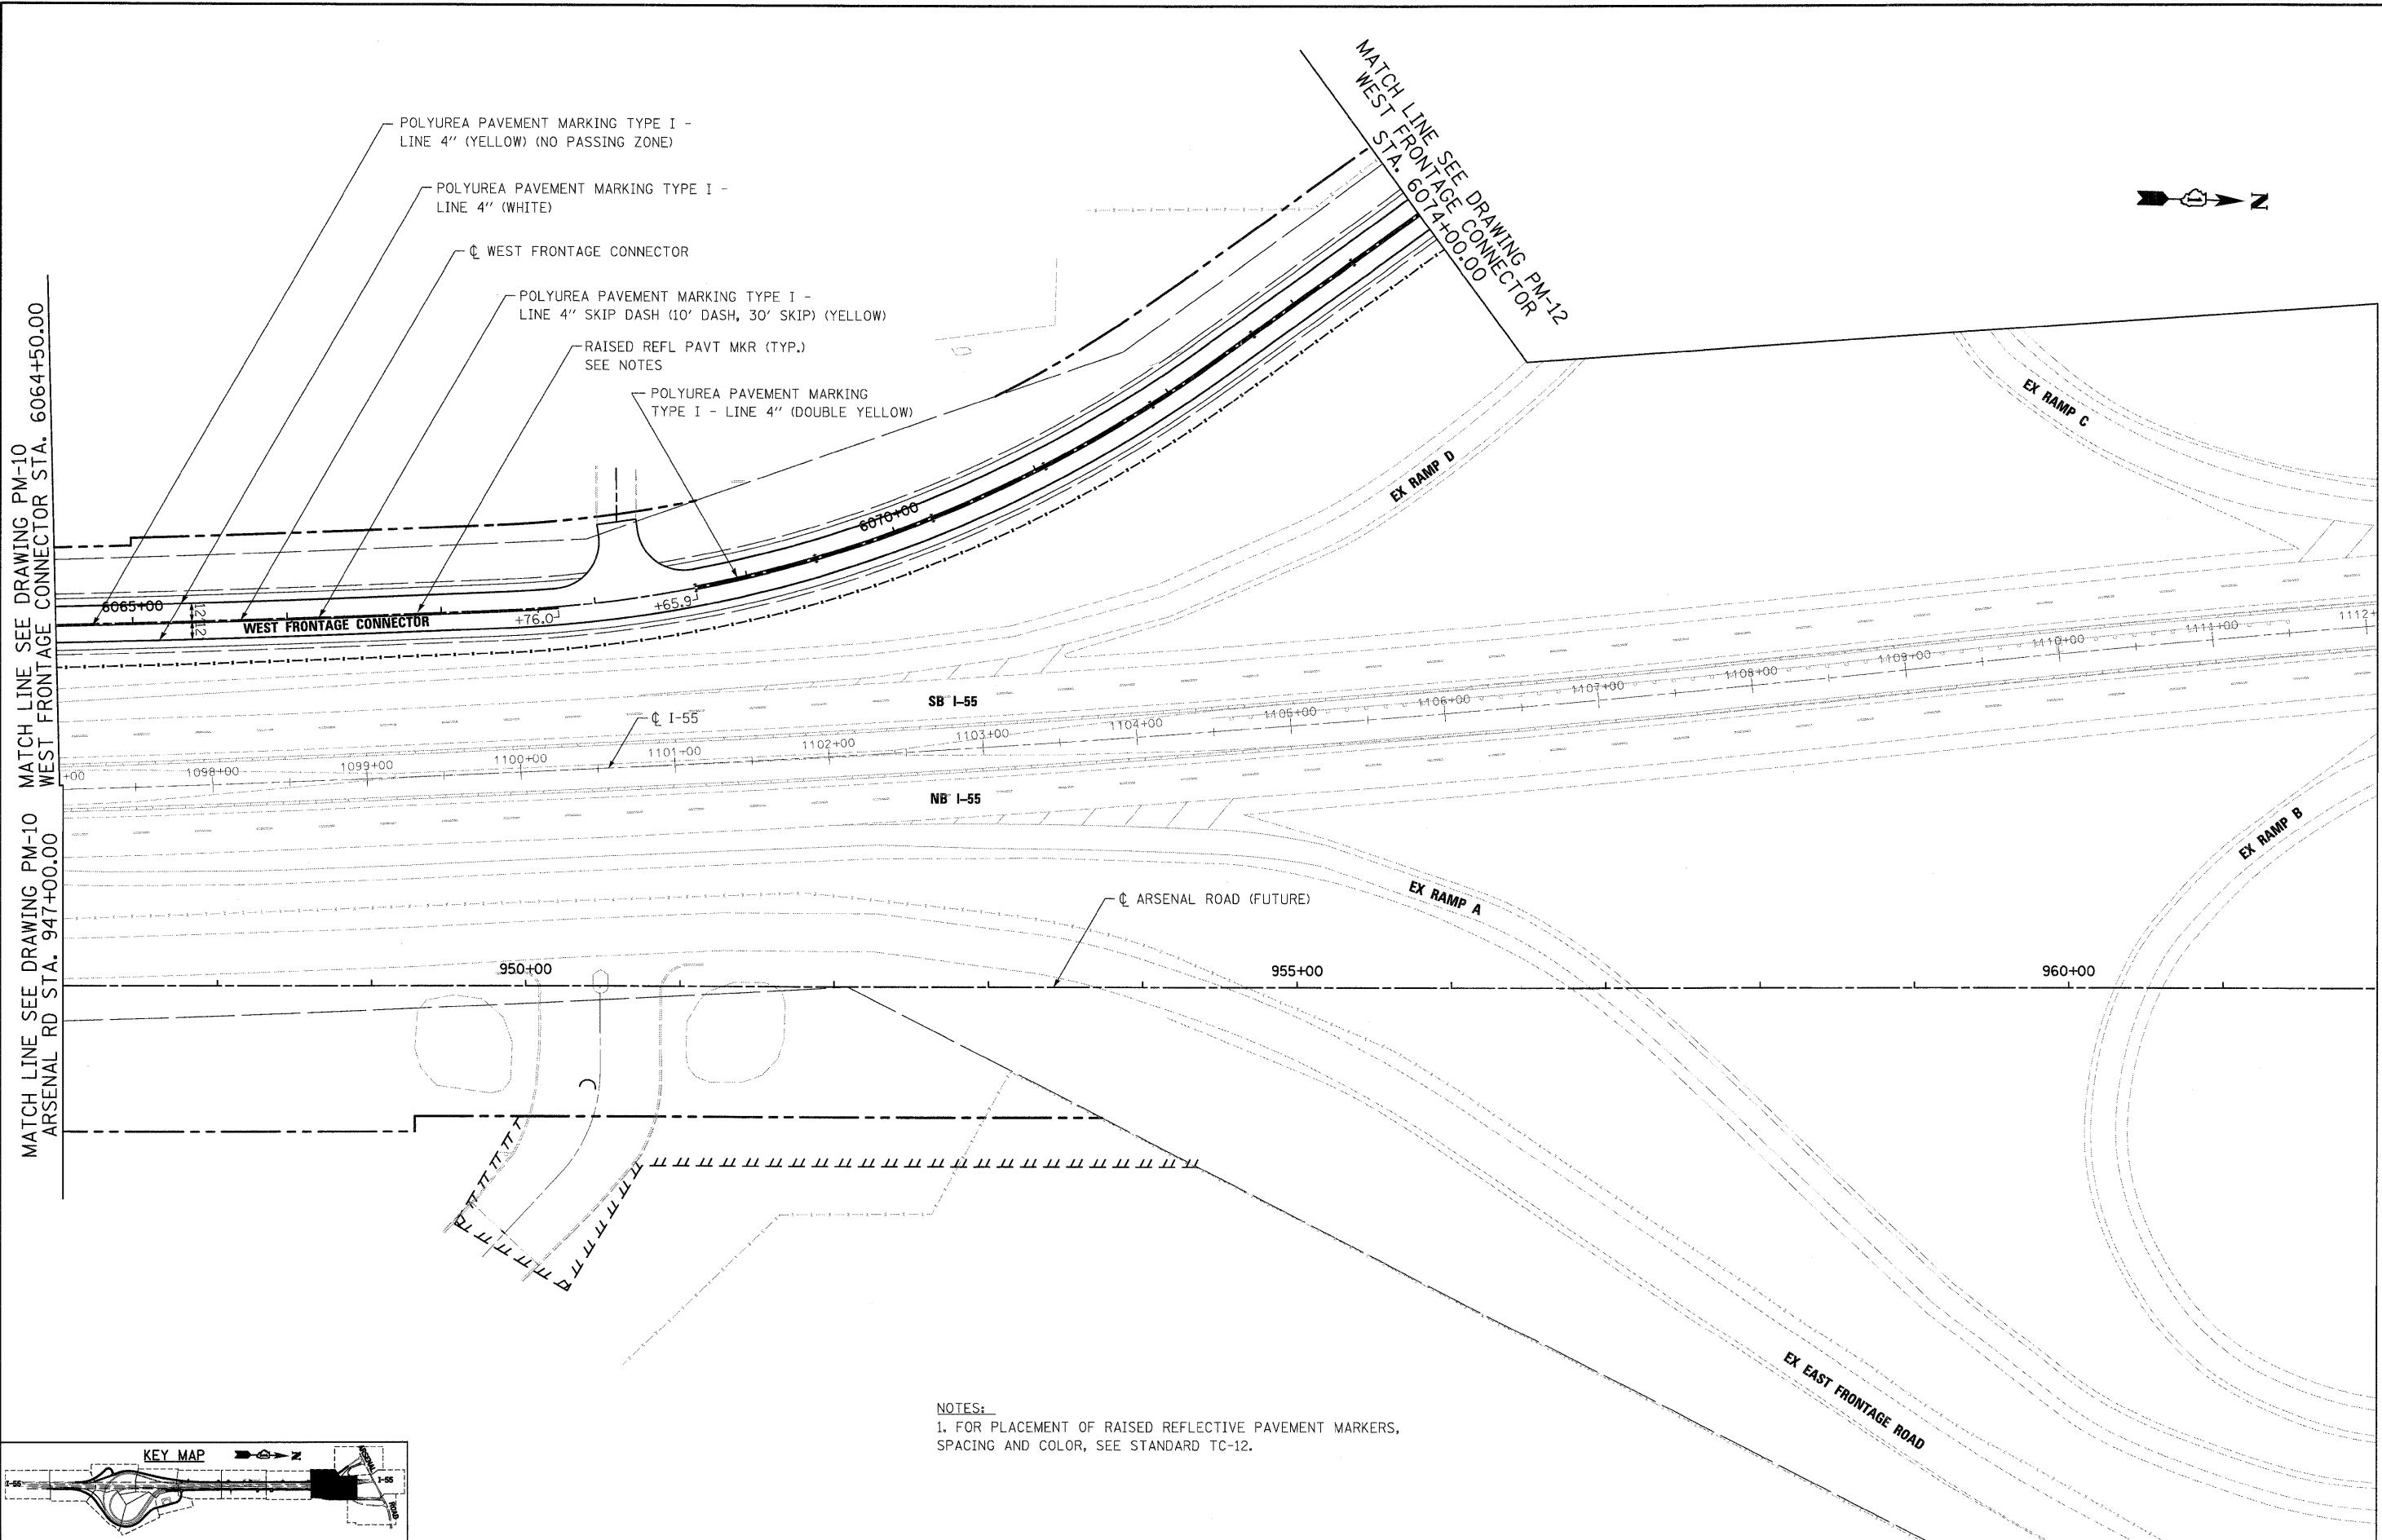 POLYUREA PAVEMENT MARKING TYPE I -
LINE 4" (YELLOW) (NO PASSING ZONE)
POLYUREA PAVEMENT MARKING TYPE I -
LINE 4" (WHITE)
℄ WEST FRONTAGE CONNECTOR
POLYUREA PAVEMENT MARKING TYPE I -
LINE 4" SKIP DASH (10' DASH, 30' SKIP) (YELLOW)
RAISED REFL PAVT MKR (TYP.)
SEE NOTES
POLYUREA PAVEMENT MARKING
TYPE I - LINE 4" (DOUBLE YELLOW)
MATCH LINE SEE DRAWING PM-12
WEST FRONTAGE CONNECTOR
STA. 6074+00.00
N
MATCH LINE SEE DRAWING PM-10
WEST FRONTAGE CONNECTOR STA. 6064+50.00
EX RAMP C
EX RAMP D
6070+00
6065+00
12
12
WEST FRONTAGE CONNECTOR
+76.0
+65.9
SB I-55
℄ I-55
+00
1098+00
1099+00
1100+00
1101+00
1102+00
1103+00
1104+00
1105+00
1106+00
1107+00
1108+00
1109+00
1110+00
1111+00
1112+
NB I-55
EX RAMP B
EX RAMP A
MATCH LINE SEE DRAWING PM-10
ARSENAL RD STA. 947+00.00
℄ ARSENAL ROAD (FUTURE)
950+00
955+00
960+00
EX EAST FRONTAGE ROAD
NOTES:
1. FOR PLACEMENT OF RAISED REFLECTIVE PAVEMENT MARKERS,
SPACING AND COLOR, SEE STANDARD TC-12.
KEY MAP
N
I-55
ARSENAL
I-55
ROAD